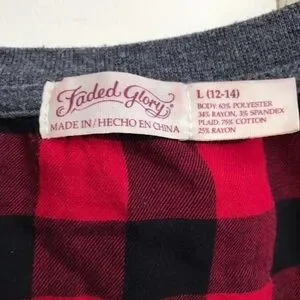 Faded Glory®
MADE IN / HECHO EN CHINA
L (12-14)
BODY: 63% POLYESTER
34% RAYON, 3% SPANDEX
PLAID: 75% COTTON
25% RAYON